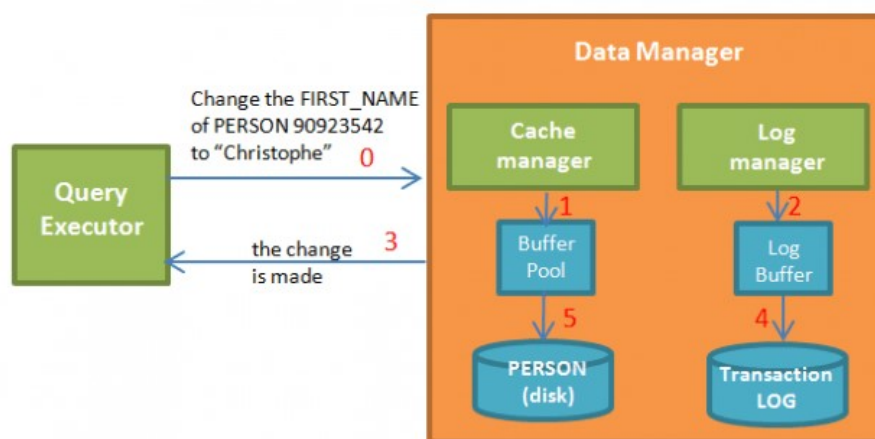 Data Manager
Change the FIRST_NAME
of PERSON 90923542
to “Christophe” 0
Query
Executor
3
the change
is made
Cache
manager
Log
manager
1
2
Buffer
Pool
Log
Buffer
5
4
PERSON
(disk)
Transaction
LOG